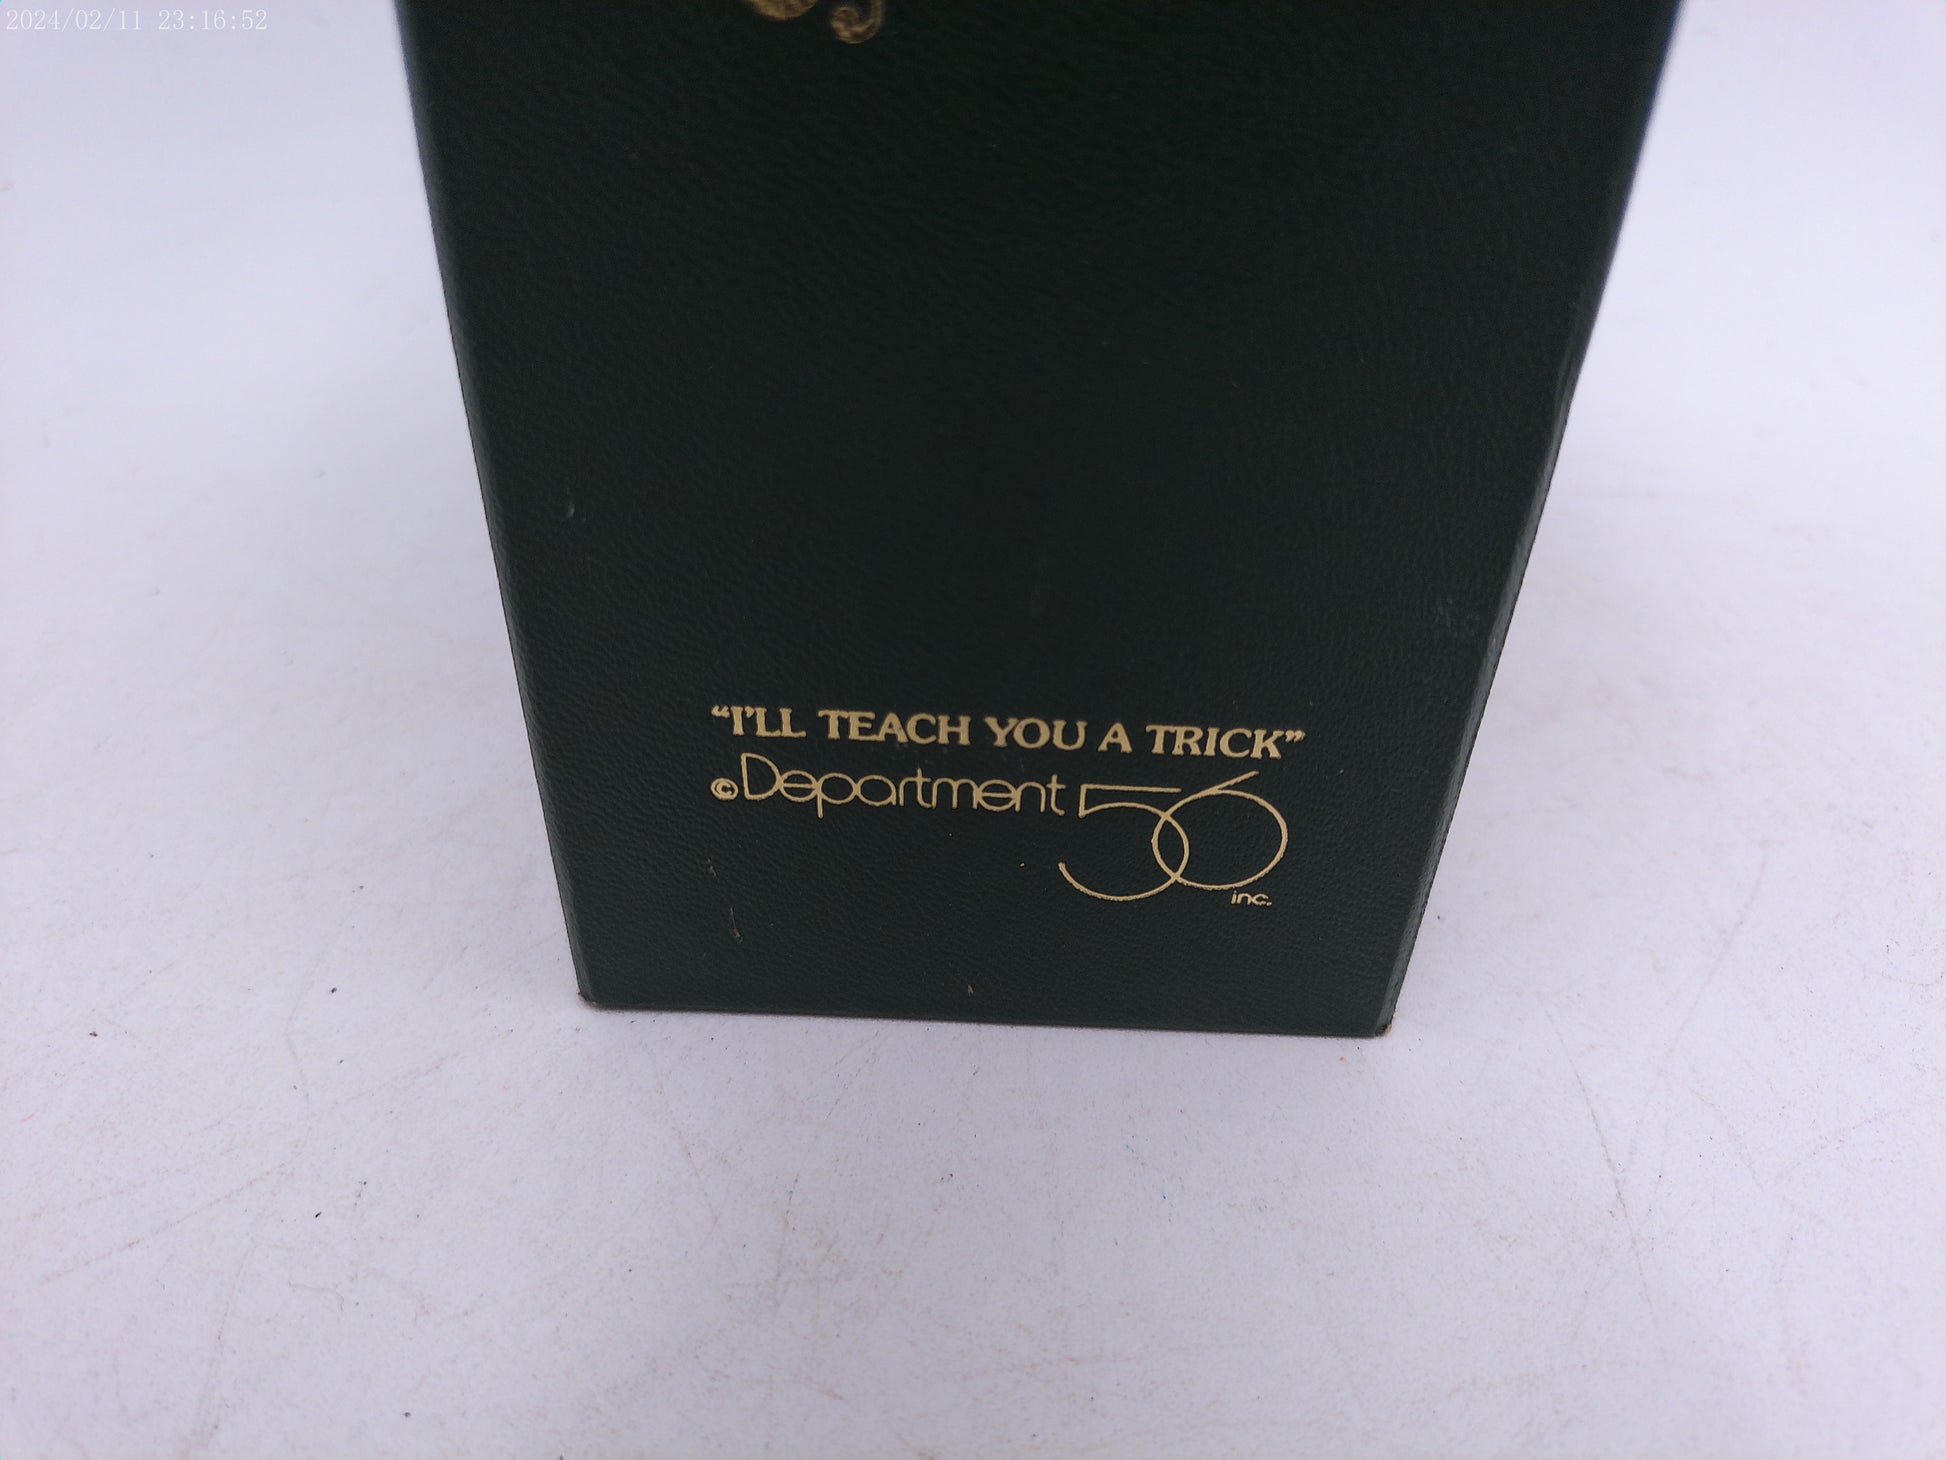 2024/02/11 23:16:52
“I'LL TEACH YOU A TRICK”
©Department 56
inc.